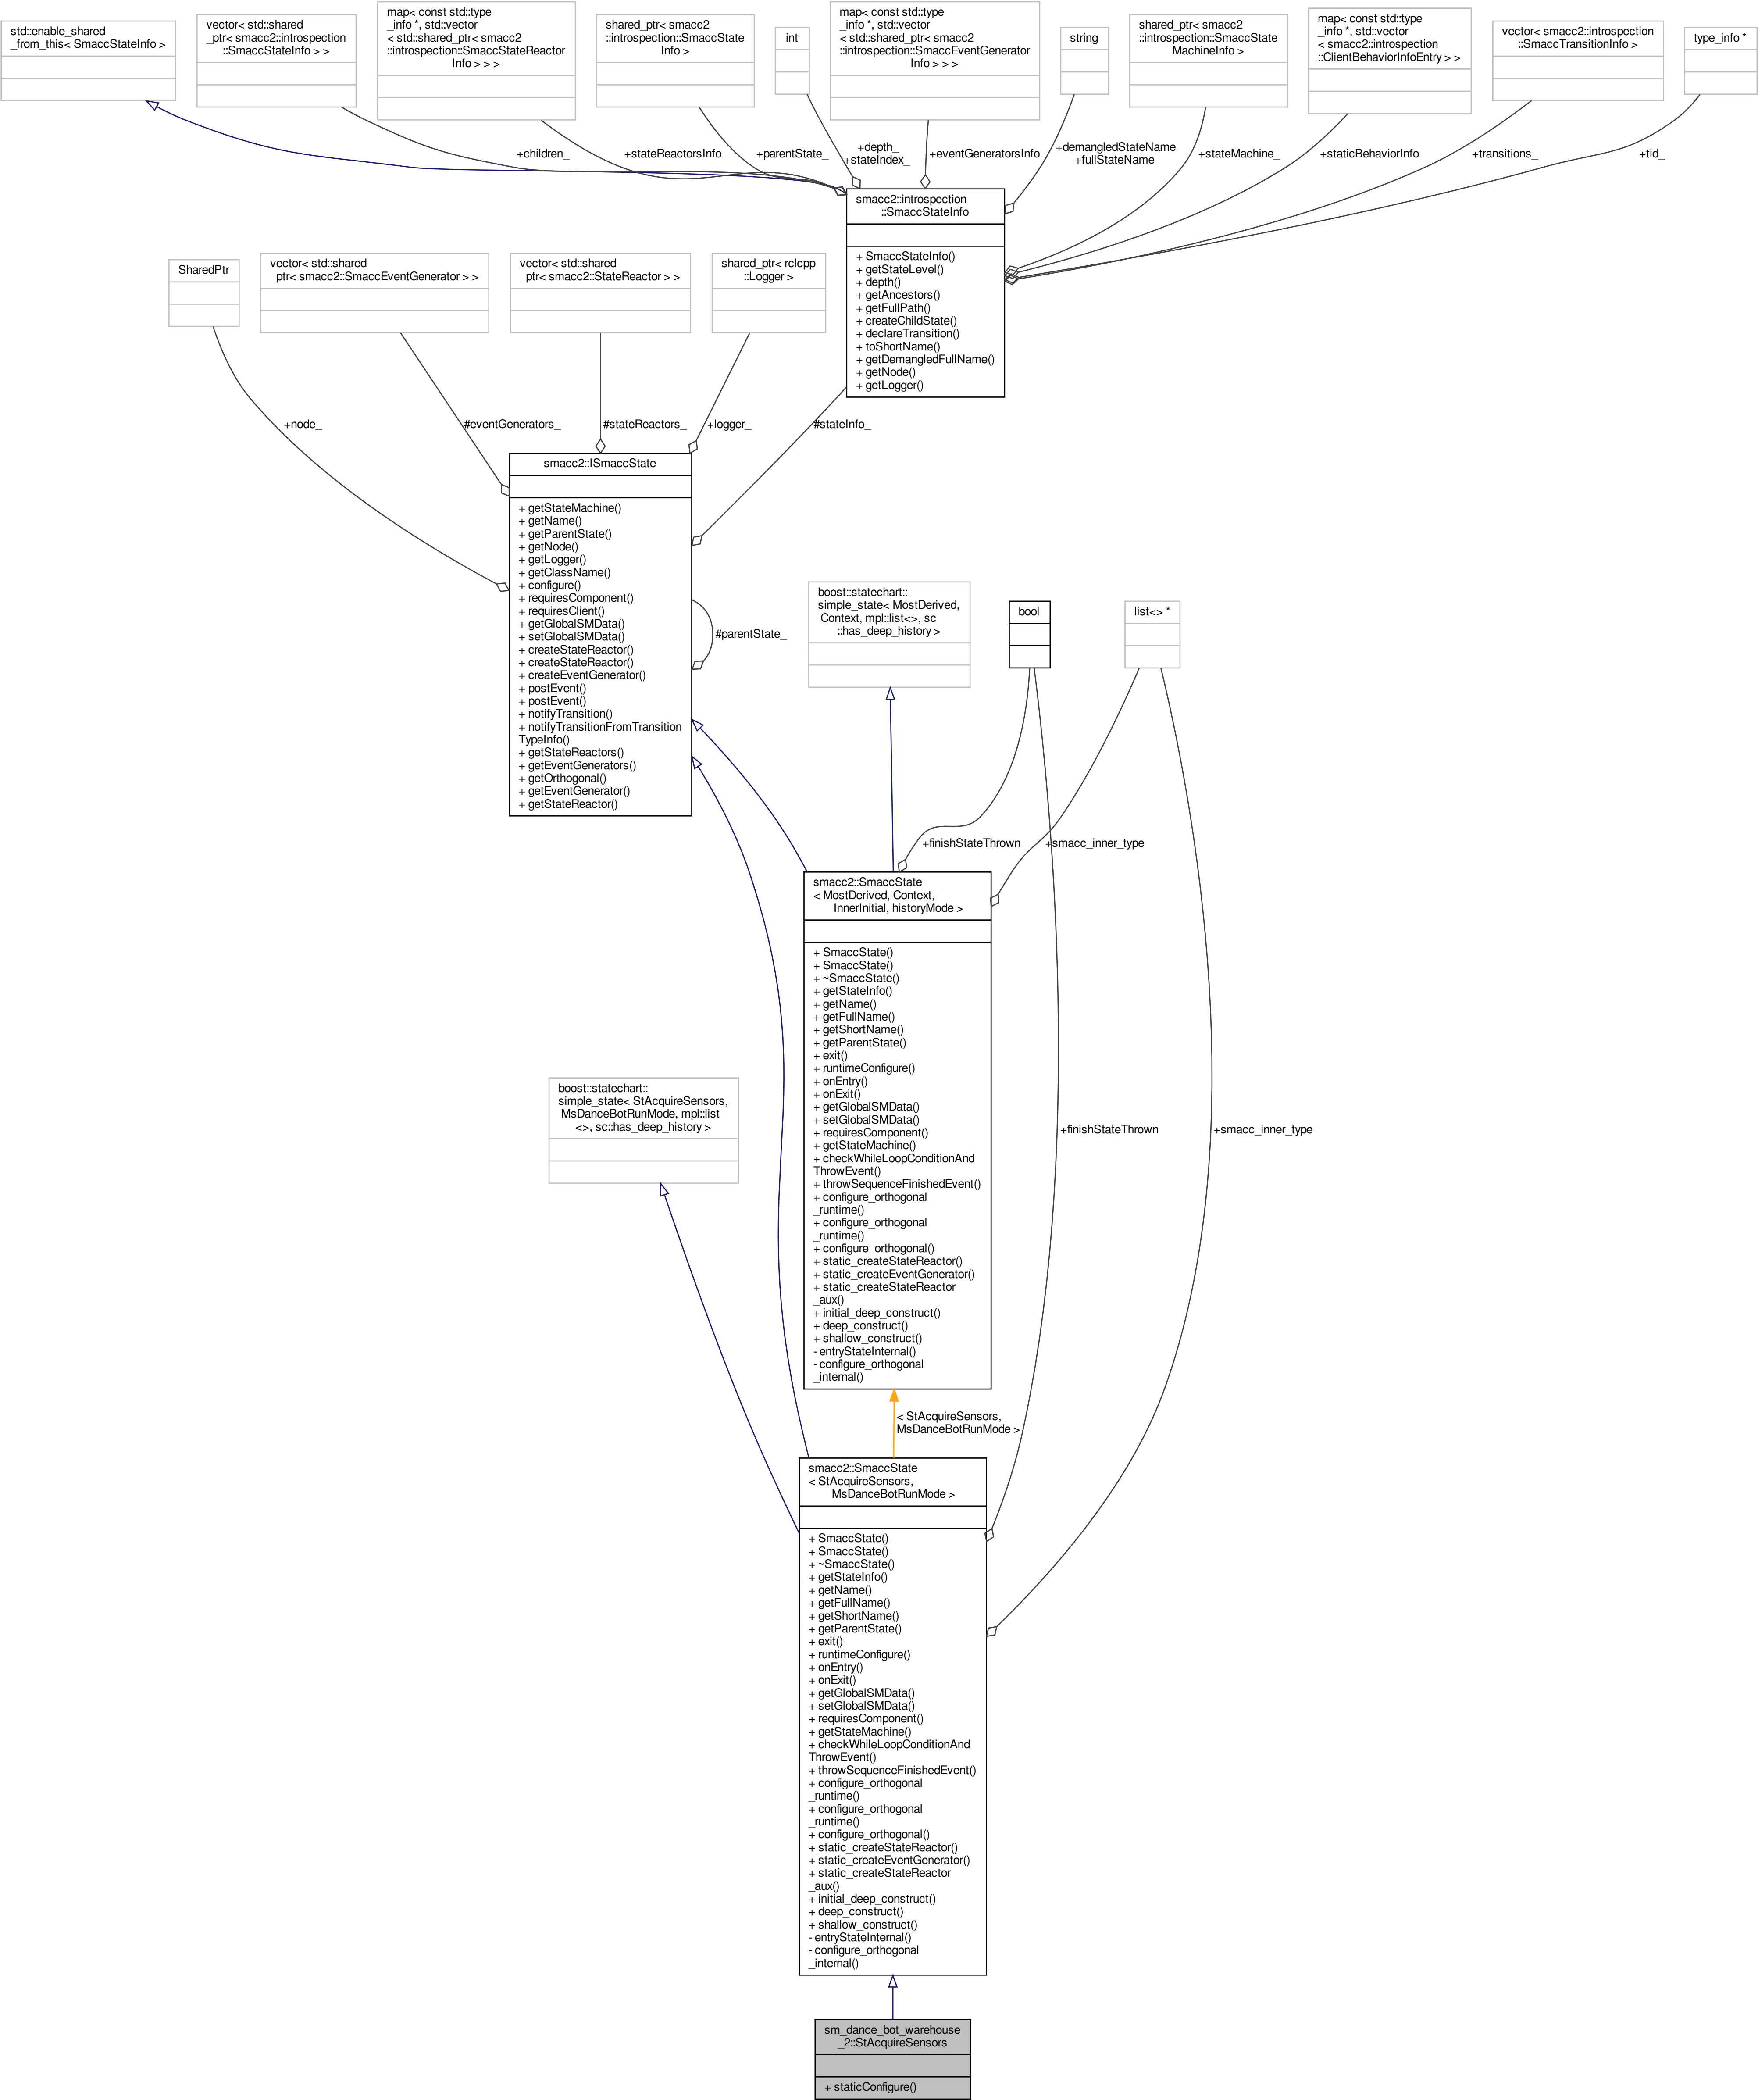 std::enable_shared
_from_this< SmaccStateInfo >
vector< std::shared
_ptr< smacc2::introspection
::SmaccStateInfo > >
map< const std::type
_info *, std::vector
< std::shared_ptr< smacc2
::introspection::SmaccStateReactor
Info > > >
shared_ptr< smacc2
::introspection::SmaccState
Info >
int
map< const std::type
_info *, std::vector
< std::shared_ptr< smacc2
::introspection::SmaccEventGenerator
Info > > >
string
shared_ptr< smacc2
::introspection::SmaccState
MachineInfo >
map< const std::type
_info *, std::vector
< smacc2::introspection
::ClientBehaviorInfoEntry > >
vector< smacc2::introspection
::SmaccTransitionInfo >
type_info *
+children_
+stateReactorsInfo
+parentState_
+depth_
+stateIndex_
+eventGeneratorsInfo
+demangledStateName
+fullStateName
+stateMachine_
+staticBehaviorInfo
+transitions_
+tid_
smacc2::introspection
::SmaccStateInfo
+ SmaccStateInfo()
+ getStateLevel()
+ depth()
+ getAncestors()
+ getFullPath()
+ createChildState()
+ declareTransition()
+ toShortName()
+ getDemangledFullName()
+ getNode()
+ getLogger()
SharedPtr
vector< std::shared
_ptr< smacc2::SmaccEventGenerator > >
vector< std::shared
_ptr< smacc2::StateReactor > >
shared_ptr< rclcpp
::Logger >
+node_
#eventGenerators_
#stateReactors_
+logger_
#stateInfo_
smacc2::ISmaccState
+ getStateMachine()
+ getName()
+ getParentState()
+ getNode()
+ getLogger()
+ getClassName()
+ configure()
+ requiresComponent()
+ requiresClient()
+ getGlobalSMData()
+ setGlobalSMData()
+ createStateReactor()
+ createStateReactor()
+ createEventGenerator()
+ postEvent()
+ postEvent()
+ notifyTransition()
+ notifyTransitionFromTransition
TypeInfo()
+ getStateReactors()
+ getEventGenerators()
+ getOrthogonal()
+ getEventGenerator()
+ getStateReactor()
#parentState_
boost::statechart::
simple_state< MostDerived,
Context, mpl::list<>, sc
::has_deep_history >
bool
list<> *
+finishStateThrown
+smacc_inner_type
smacc2::SmaccState
< MostDerived, Context,
InnerInitial, historyMode >
+ SmaccState()
+ SmaccState()
+ ~SmaccState()
+ getStateInfo()
+ getName()
+ getFullName()
+ getShortName()
+ getParentState()
+ exit()
+ runtimeConfigure()
+ onEntry()
+ onExit()
+ getGlobalSMData()
+ setGlobalSMData()
+ requiresComponent()
+ getStateMachine()
+ checkWhileLoopConditionAnd
ThrowEvent()
+ throwSequenceFinishedEvent()
+ configure_orthogonal
_runtime()
+ configure_orthogonal
_runtime()
+ configure_orthogonal()
+ static_createStateReactor()
+ static_createEventGenerator()
+ static_createStateReactor
_aux()
+ initial_deep_construct()
+ deep_construct()
+ shallow_construct()
- entryStateInternal()
- configure_orthogonal
_internal()
boost::statechart::
simple_state< StAcquireSensors,
MsDanceBotRunMode, mpl::list
<>, sc::has_deep_history >
+finishStateThrown
+smacc_inner_type
< StAcquireSensors,
MsDanceBotRunMode >
smacc2::SmaccState
< StAcquireSensors,
MsDanceBotRunMode >
+ SmaccState()
+ SmaccState()
+ ~SmaccState()
+ getStateInfo()
+ getName()
+ getFullName()
+ getShortName()
+ getParentState()
+ exit()
+ runtimeConfigure()
+ onEntry()
+ onExit()
+ getGlobalSMData()
+ setGlobalSMData()
+ requiresComponent()
+ getStateMachine()
+ checkWhileLoopConditionAnd
ThrowEvent()
+ throwSequenceFinishedEvent()
+ configure_orthogonal
_runtime()
+ configure_orthogonal
_runtime()
+ configure_orthogonal()
+ static_createStateReactor()
+ static_createEventGenerator()
+ static_createStateReactor
_aux()
+ initial_deep_construct()
+ deep_construct()
+ shallow_construct()
- entryStateInternal()
- configure_orthogonal
_internal()
sm_dance_bot_warehouse
_2::StAcquireSensors
+ staticConfigure()